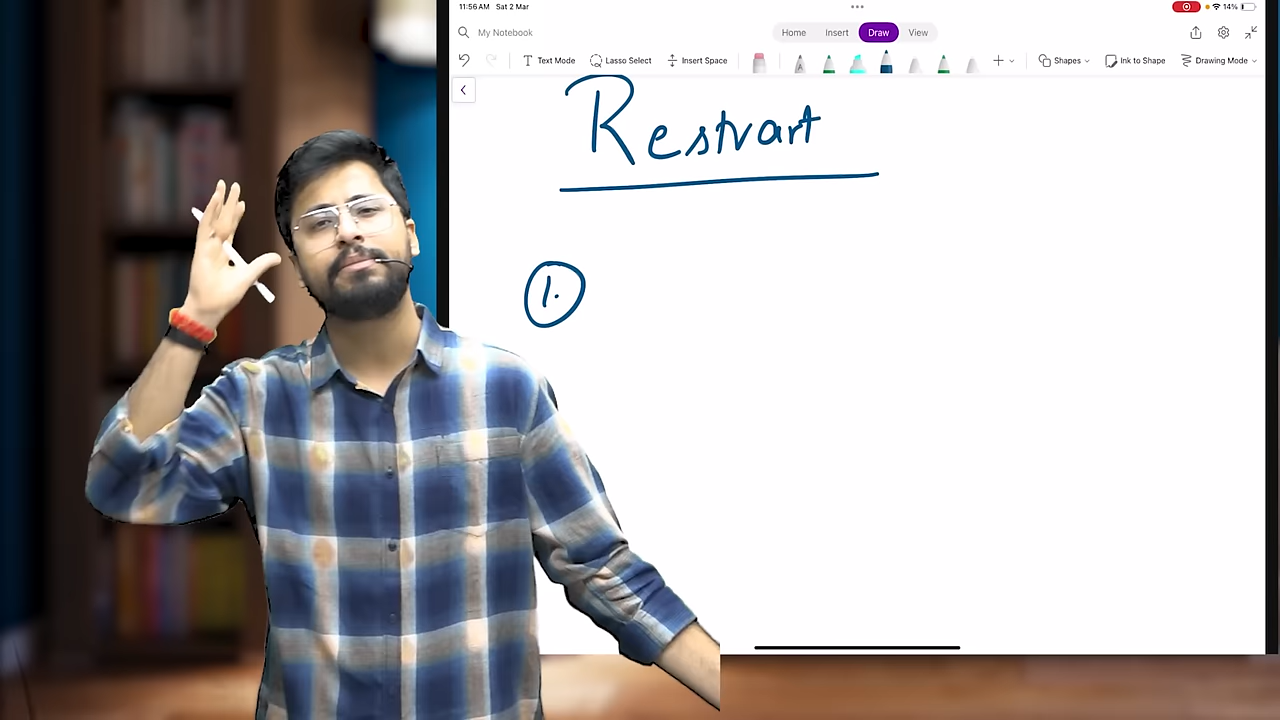 11:56 AM Sat 2 Mar
14%
My Notebook
Home Insert Draw View
Text Mode Lasso Select Insert Space Shapes Ink to Shape Drawing Mode
Restrart
1.